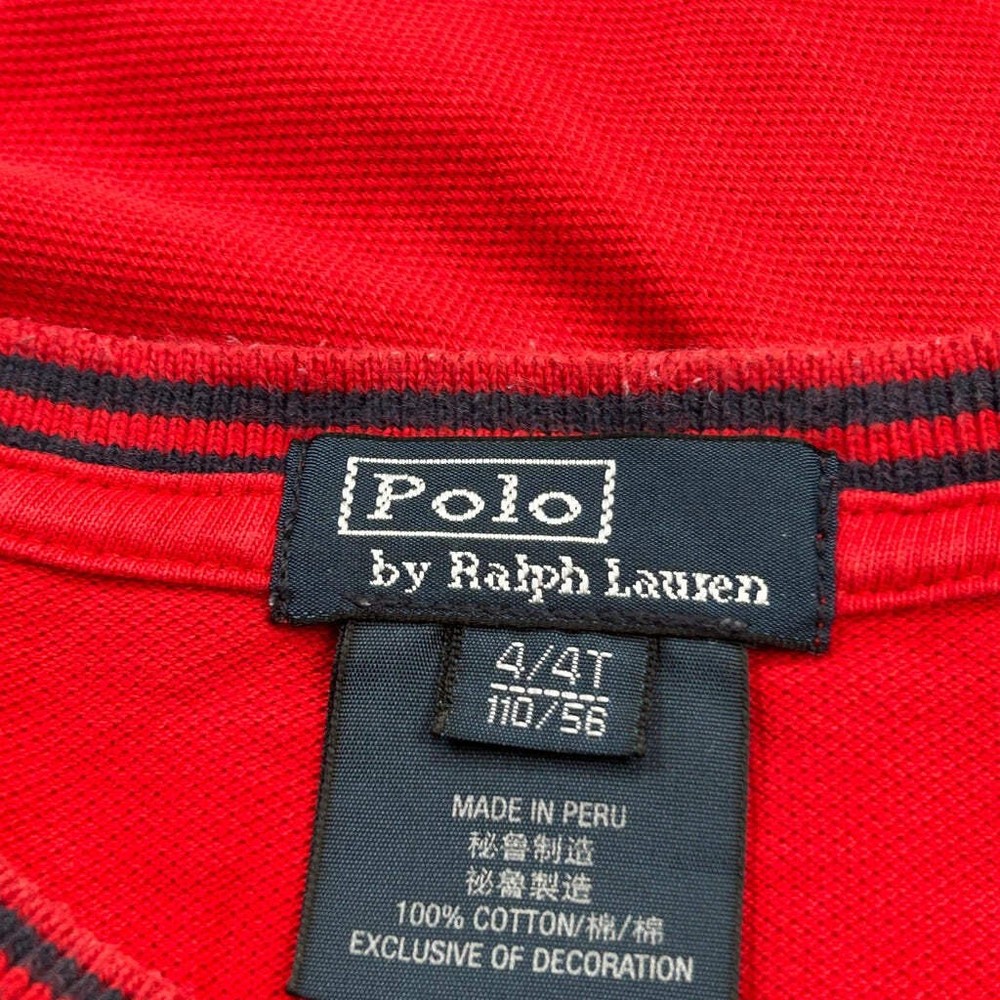 Polo
by Ralph Lauren
4/4T
110/56
MADE IN PERU
秘鲁制造
祕魯製造
100% COTTON/棉/棉
EXCLUSIVE OF DECORATION